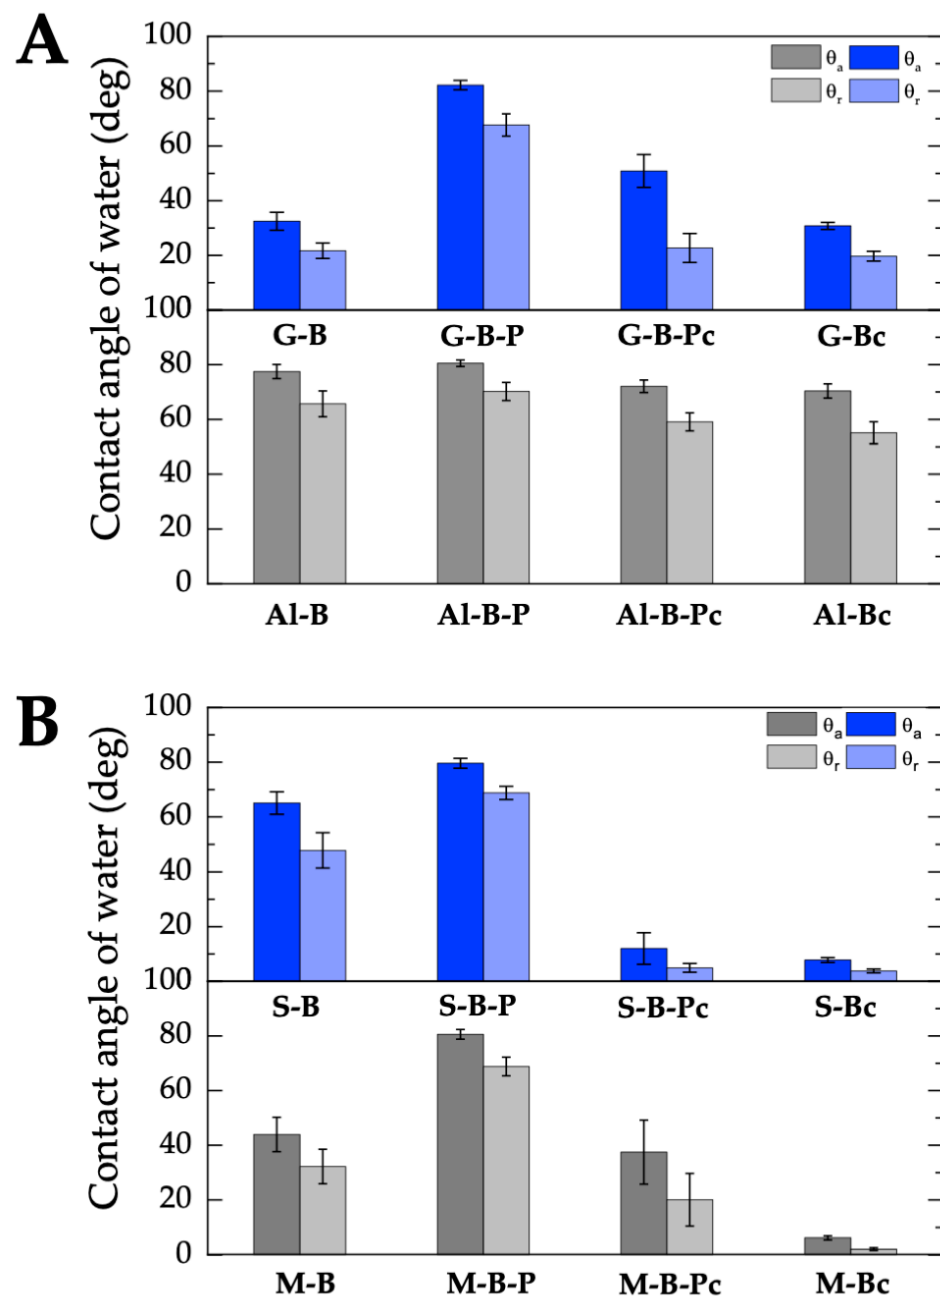 A
Contact angle of water (deg)
100
80
60
40
20
100
80
60
40
20
0
θa θa
θr θr
G-B G-B-P G-B-Pc G-Bc
Al-B Al-B-P Al-B-Pc Al-Bc
B
Contact angle of water (deg)
100
80
60
40
20
100
80
60
40
20
0
θa θa
θr θr
S-B S-B-P S-B-Pc S-Bc
M-B M-B-P M-B-Pc M-Bc